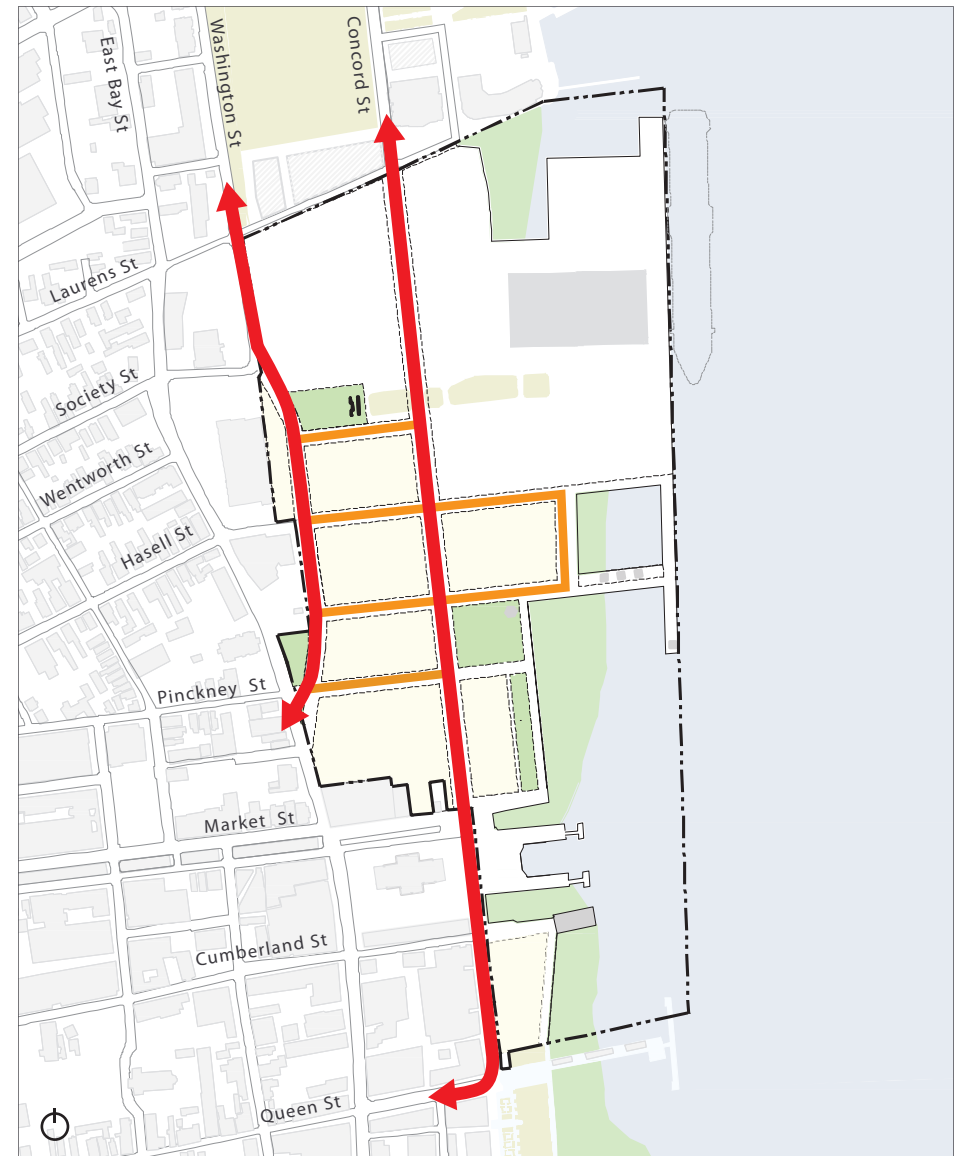 East Bay St
Washington St
Concord St
Laurens St
Society St
Wentworth St
Hasell St
Pinckney St
Market St
Cumberland St
Queen St